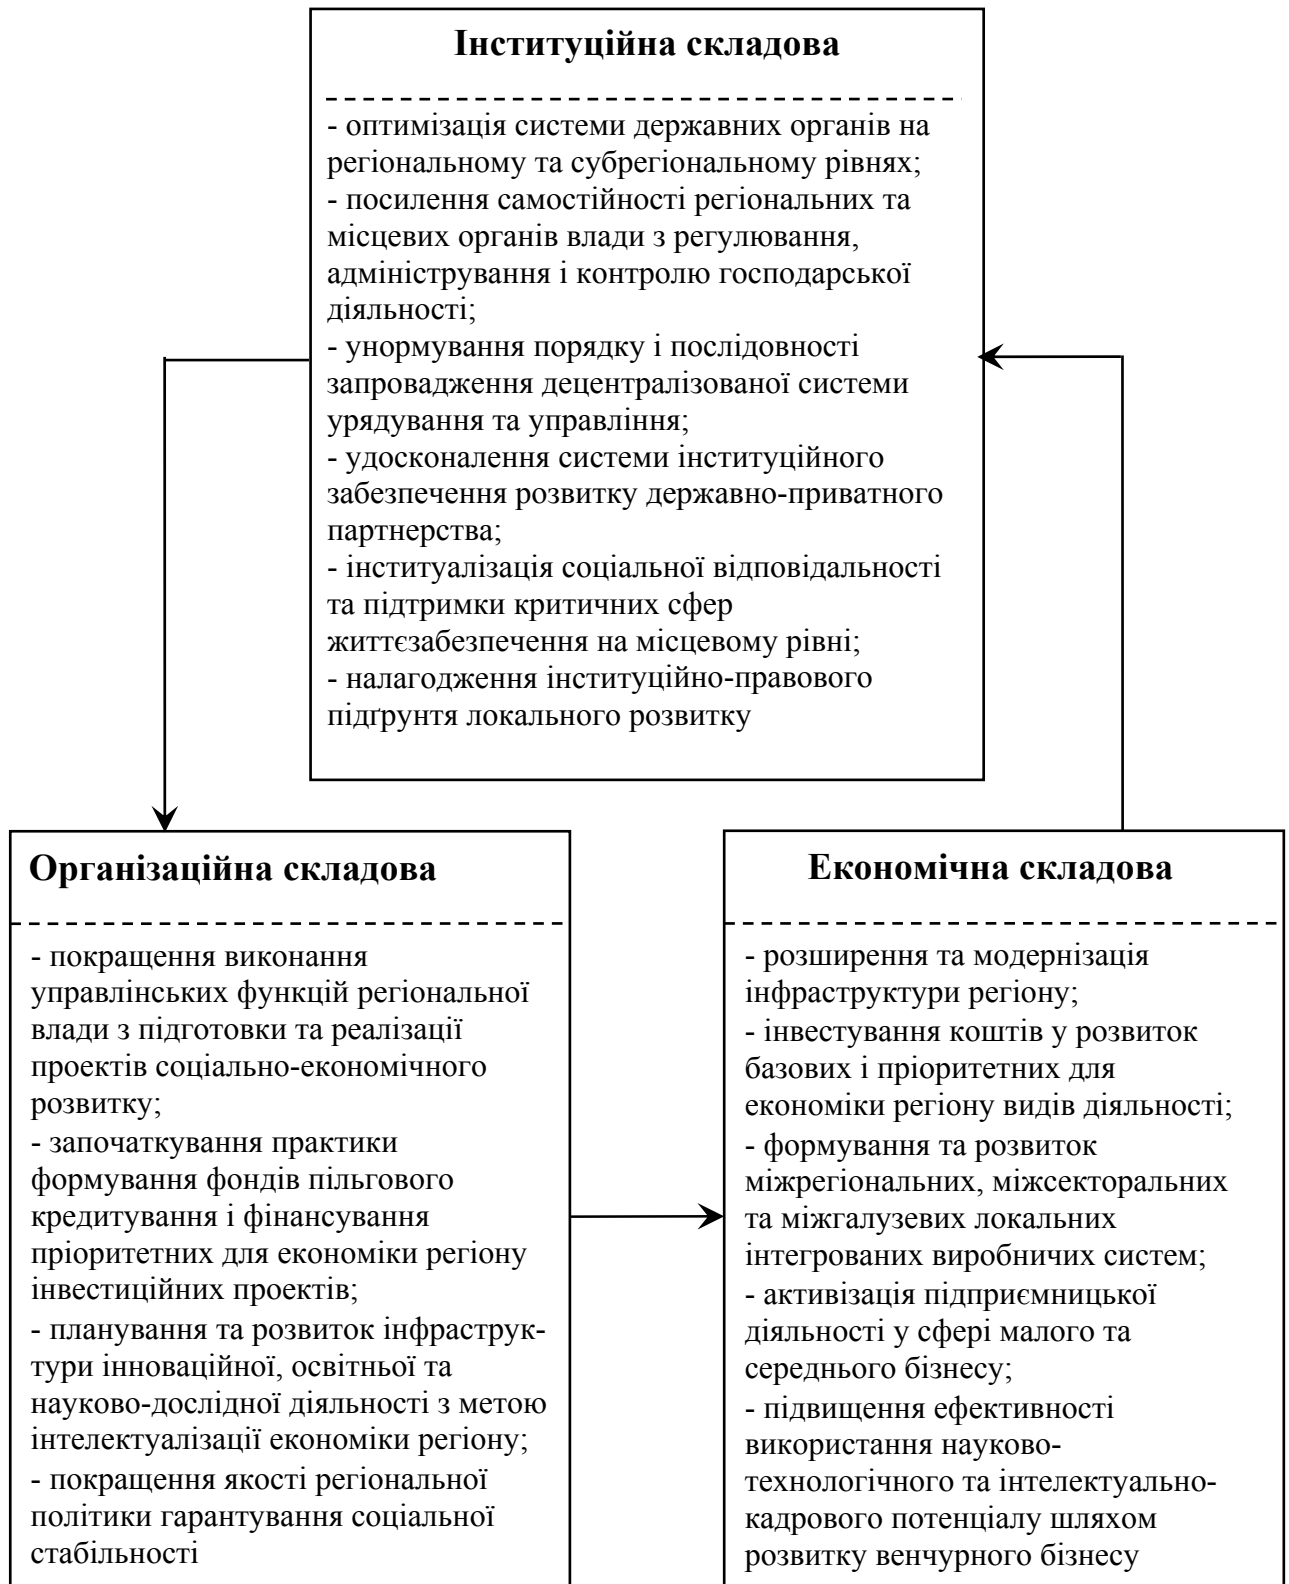 Інституційна складова
- оптимізація системи державних органів на
регіональному та субрегіональному рівнях;
- посилення самостійності регіональних та
місцевих органів влади з регулювання,
адміністрування і контролю господарської
діяльності;
- унормування порядку і послідовності
запровадження децентралізованої системи
урядування та управління;
- удосконалення системи інституційного
забезпечення розвитку державно-приватного
партнерства;
- інституалізація соціальної відповідальності
та підтримки критичних сфер
життєзабезпечення на місцевому рівні;
- налагодження інституційно-правового
підґрунтя локального розвитку
Організаційна складова
- покращення виконання
управлінських функцій регіональної
влади з підготовки та реалізації
проектів соціально-економічного
розвитку;
- започаткування практики
формування фондів пільгового
кредитування і фінансування
пріоритетних для економіки регіону
інвестиційних проектів;
- планування та розвиток інфраструк-
тури інноваційної, освітньої та
науково-дослідної діяльності з метою
інтелектуалізації економіки регіону;
- покращення якості регіональної
політики гарантування соціальної
стабільності
Економічна складова
- розширення та модернізація
інфраструктури регіону;
- інвестування коштів у розвиток
базових і пріоритетних для
економіки регіону видів діяльності;
- формування та розвиток
міжрегіональних, міжсекторальних
та міжгалузевих локальних
інтегрованих виробничих систем;
- активізація підприємницької
діяльності у сфері малого та
середнього бізнесу;
- підвищення ефективності
використання науково-
технологічного та інтелектуально-
кадрового потенціалу шляхом
розвитку венчурного бізнесу